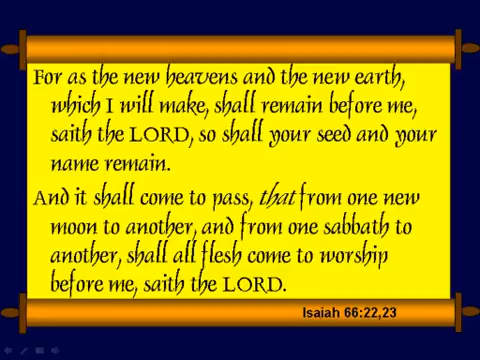 For as the new heavens and the new earth,
which I will make, shall remain before me,
saith the LORD, so shall your seed and your
name remain.
And it shall come to pass, that from one new
moon to another, and from one sabbath to
another, shall all flesh come to worship
before me, saith the LORD.
Isaiah 66:22,23